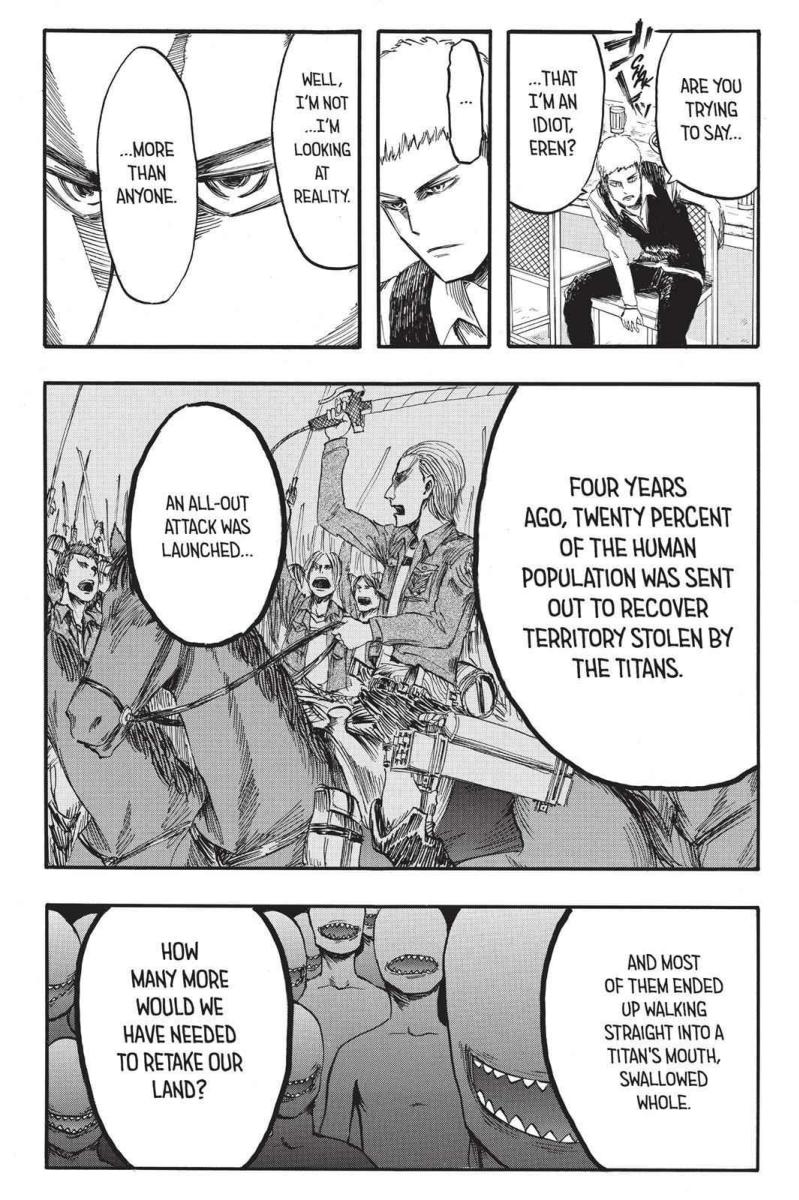 ARE YOU
TRYING
TO SAY...
...THAT
I'M AN
IDIOT,
EREN?
...
WELL,
I'M NOT
...I'M
LOOKING
AT
REALITY.
...MORE
THAN
ANYONE.
FOUR YEARS
AGO, TWENTY PERCENT
OF THE HUMAN
POPULATION WAS SENT
OUT TO RECOVER
TERRITORY STOLEN BY
THE TITANS.
AN ALL-OUT
ATTACK WAS
LAUNCHED...
AND MOST
OF THEM ENDED
UP WALKING
STRAIGHT INTO A
TITAN'S MOUTH,
SWALLOWED
WHOLE.
HOW
MANY MORE
WOULD WE
HAVE NEEDED
TO RETAKE OUR
LAND?